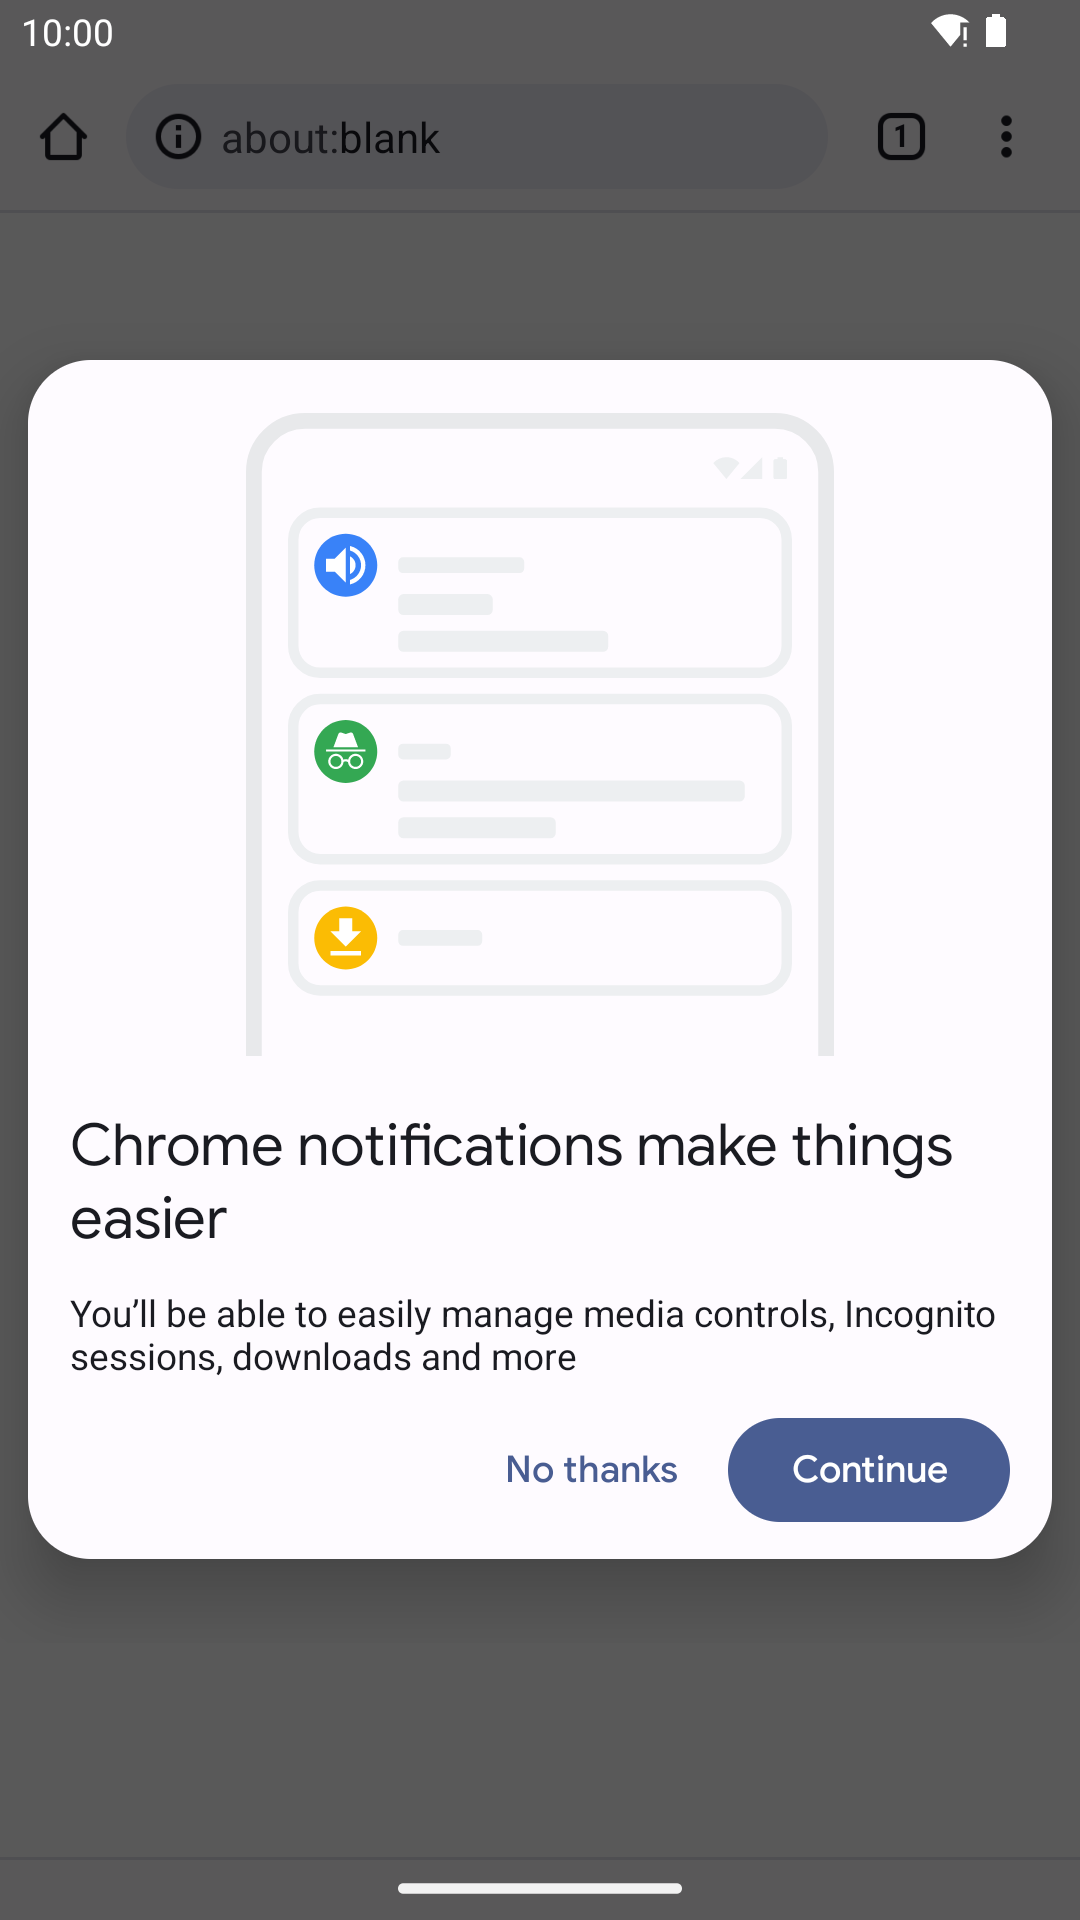 10:00
about:blank
1
Chrome notifications make things
easier
You’ll be able to easily manage media controls, Incognito
sessions, downloads and more
No thanks
Continue